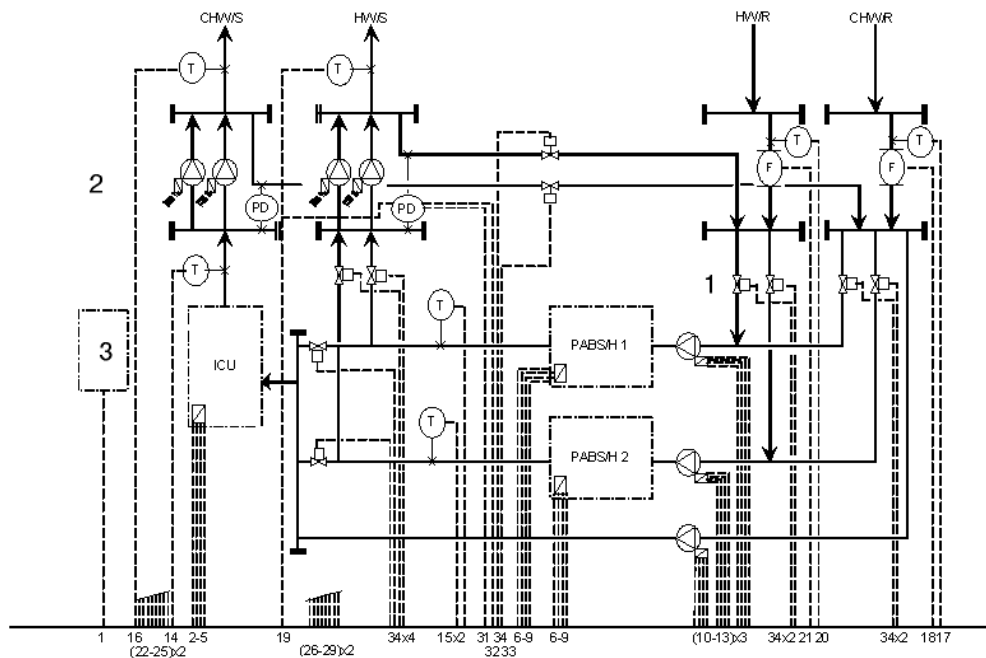 CHW/S HW/S HW/R CHW/R
T T
T T
2 F F
PD PD
T
1
T
3 ICU PABS/H 1
T
PABS/H 2
1 16 14 2-5 19 34x4 15x2 31 34 6-9 6-9 (10-13)x3 34x2 21 20 34x2 18 17
(22-25)x2 (26-29)x2 32 33